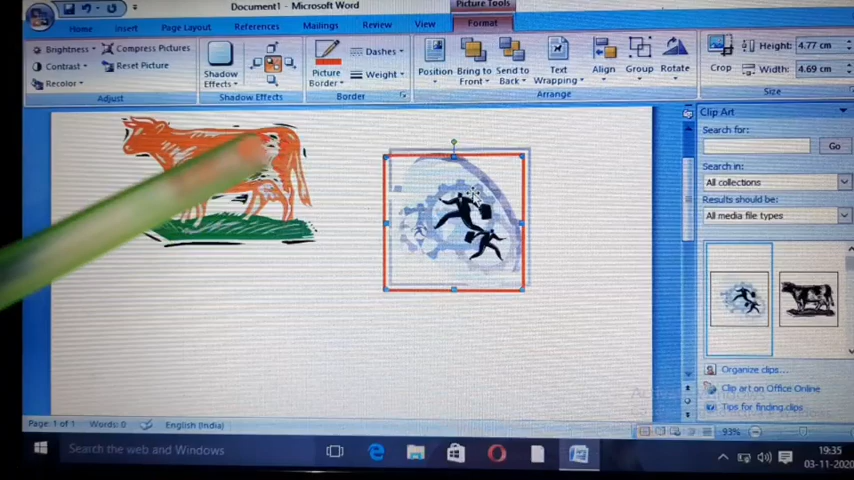 Document1 - Microsoft Word
Picture Tools
Home
Insert
Page Layout
References
Mailings
Review
View
Format
Brightness
Compress Pictures
Contrast
Reset Picture
Recolor
Adjust
Shadow
Effects
Shadow Effects
Picture
Border
Dashes
Weight
Border
Position
Bring to
Front
Send to
Back
Text
Wrapping
Align
Group
Rotate
Arrange
Crop
Height:
4.77 cm
Width:
4.69 cm
Size
Clip Art
Search for:
Go
Search in:
All collections
Results should be:
All media file types
Organize clips...
Clip art on Office Online
Tips for finding clips
Page: 1 of 1
Words: 0
English (India)
93%
Search the web and Windows
19:35
03-11-2020